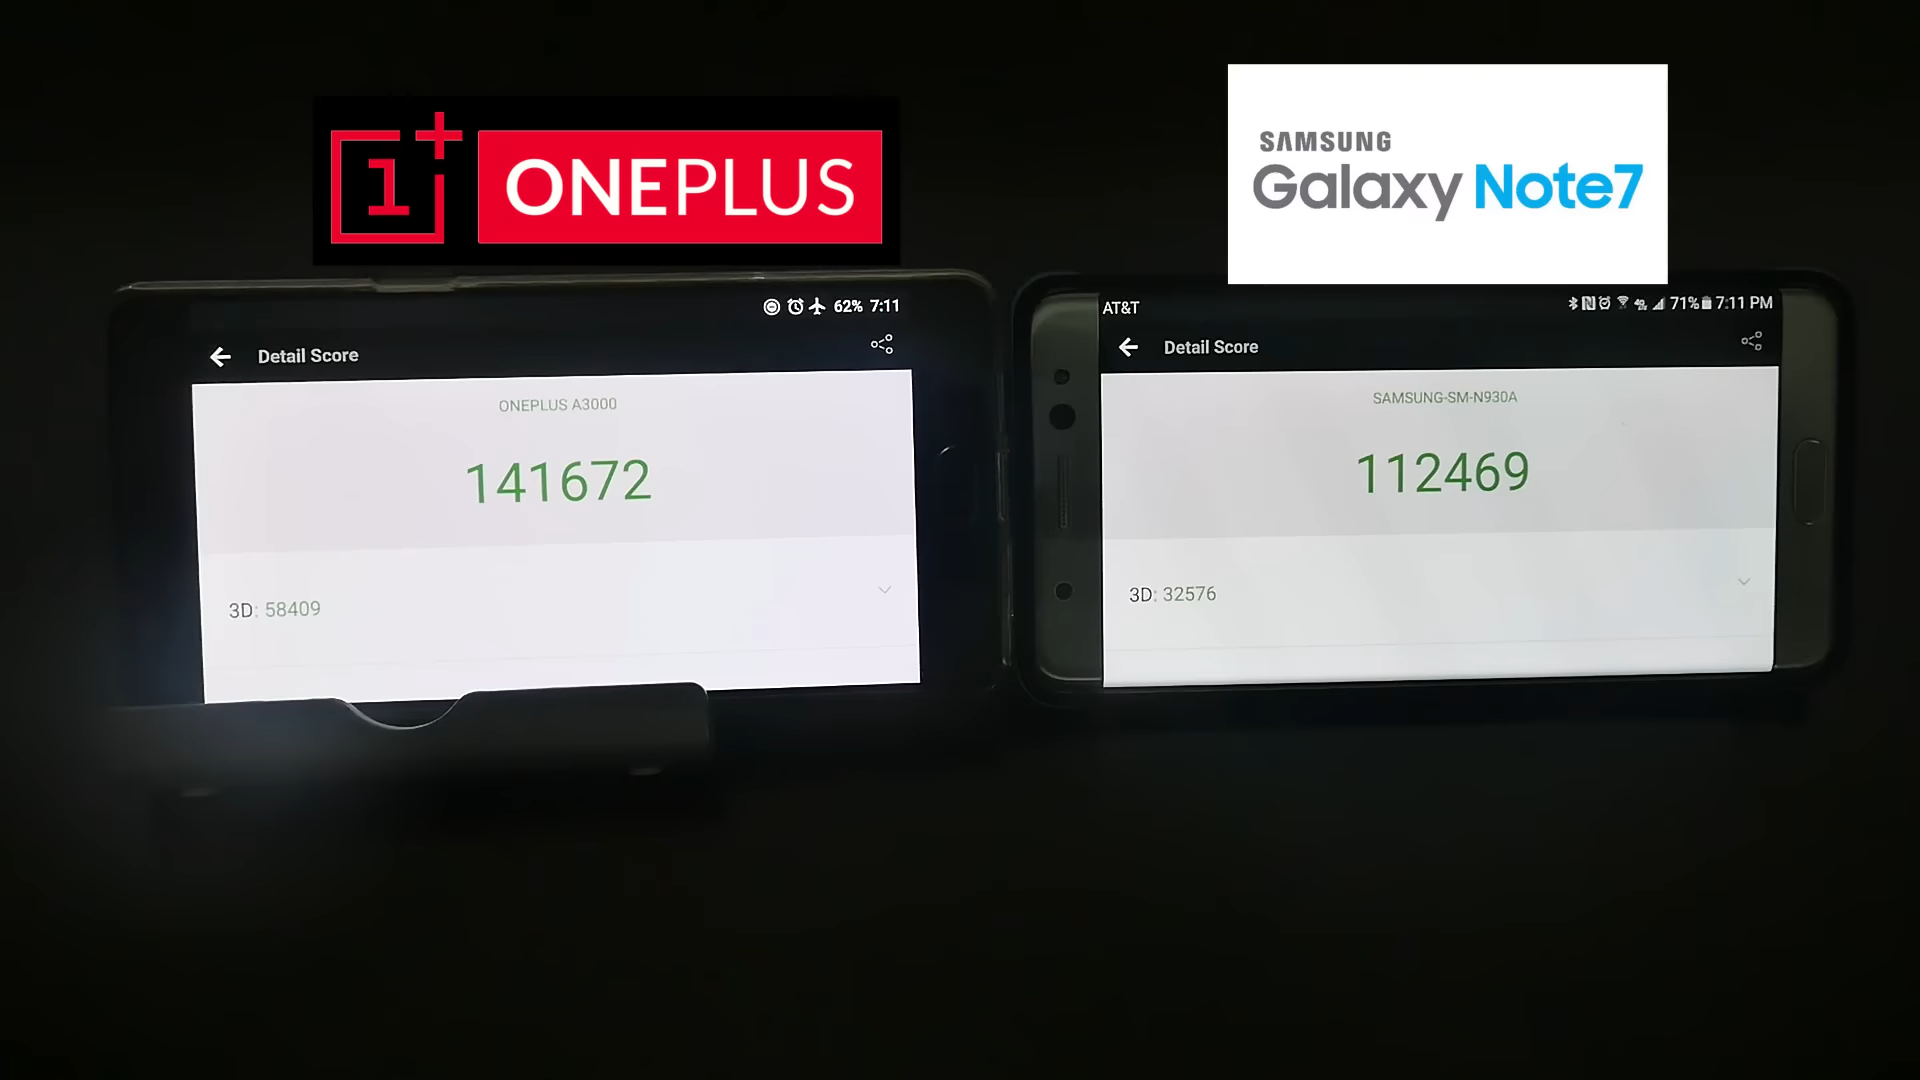 1+ ONEPLUS
SAMSUNG
Galaxy Note7
62% 7:11
Detail Score
ONEPLUS A3000
141672
3D: 58409
AT&T 71% 7:11 PM
Detail Score
SAMSUNG-SM-N930A
112469
3D: 32576